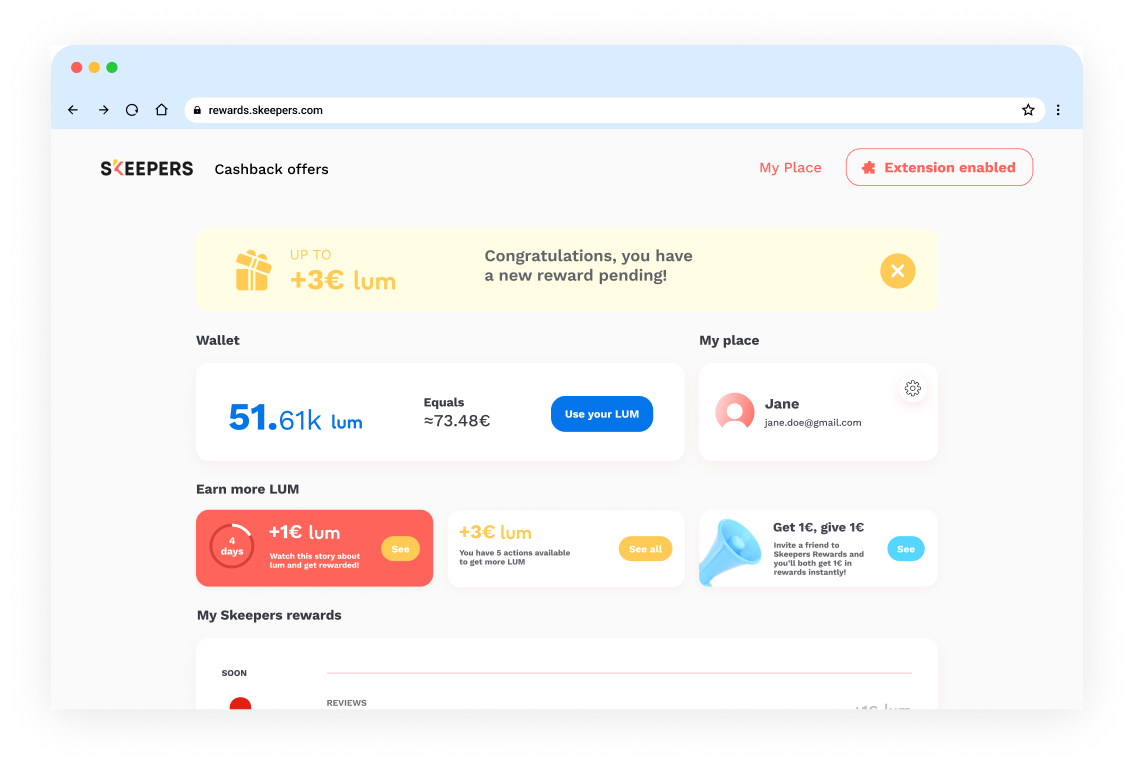 rewards.skeepers.com
SKEEPERS
Cashback offers
My Place
Extension enabled
UP TO
+3€ lum
Congratulations, you have
a new reward pending!
Wallet
51.61k lum
Equals
≈73.48€
Use your LUM
My place
Jane
jane.doe@gmail.com
Earn more LUM
4
days
+1€ lum
Watch this story about
lum and get rewarded!
See
+3€ lum
You have 5 actions available
to get more LUM
See all
Get 1€, give 1€
Invite a friend to
Skeepers Rewards and
you'll both get 1€ in
rewards instantly!
See
My Skeepers rewards
SOON
REVIEWS